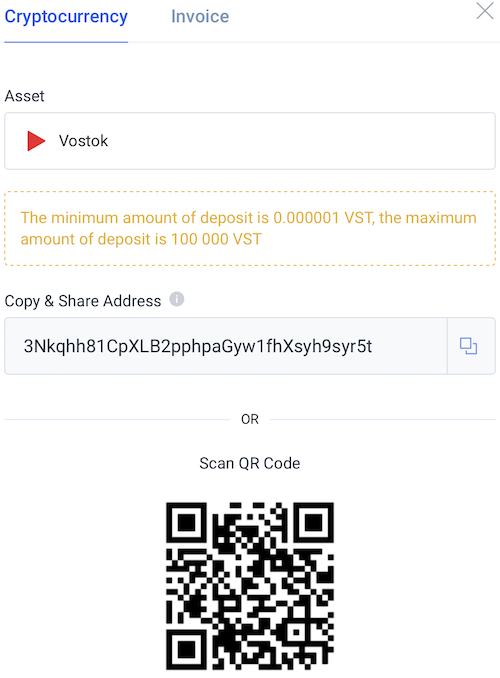 Cryptocurrency Invoice
Asset
Vostok
The minimum amount of deposit is 0.000001 VST, the maximum
amount of deposit is 100 000 VST
Copy & Share Address
3Nkqhh81CpXLB2pphpaGyw1fhXsyh9syr5t
OR
Scan QR Code